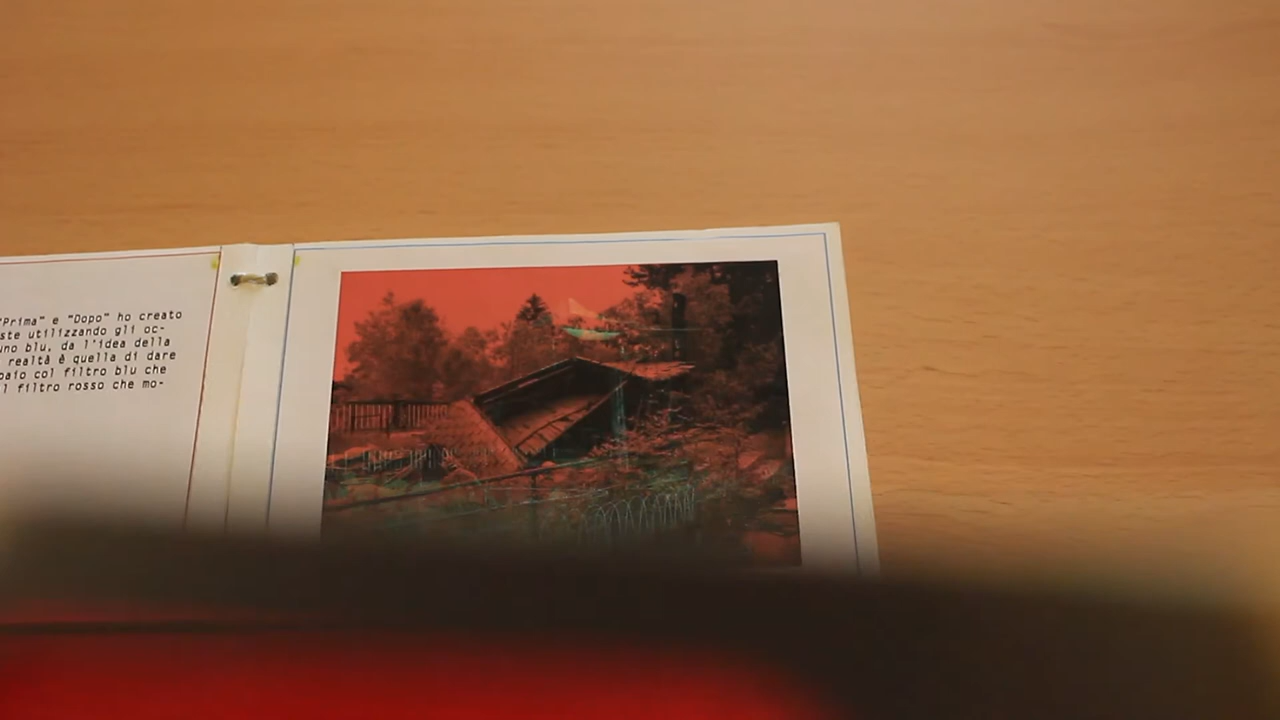 "Prima" e "Dopo" ho creato
ste utilizzando gli oc-
uno blu, da l'idea della
realtà è quella di dare
paio col filtro blu che
l filtro rosso che mo-